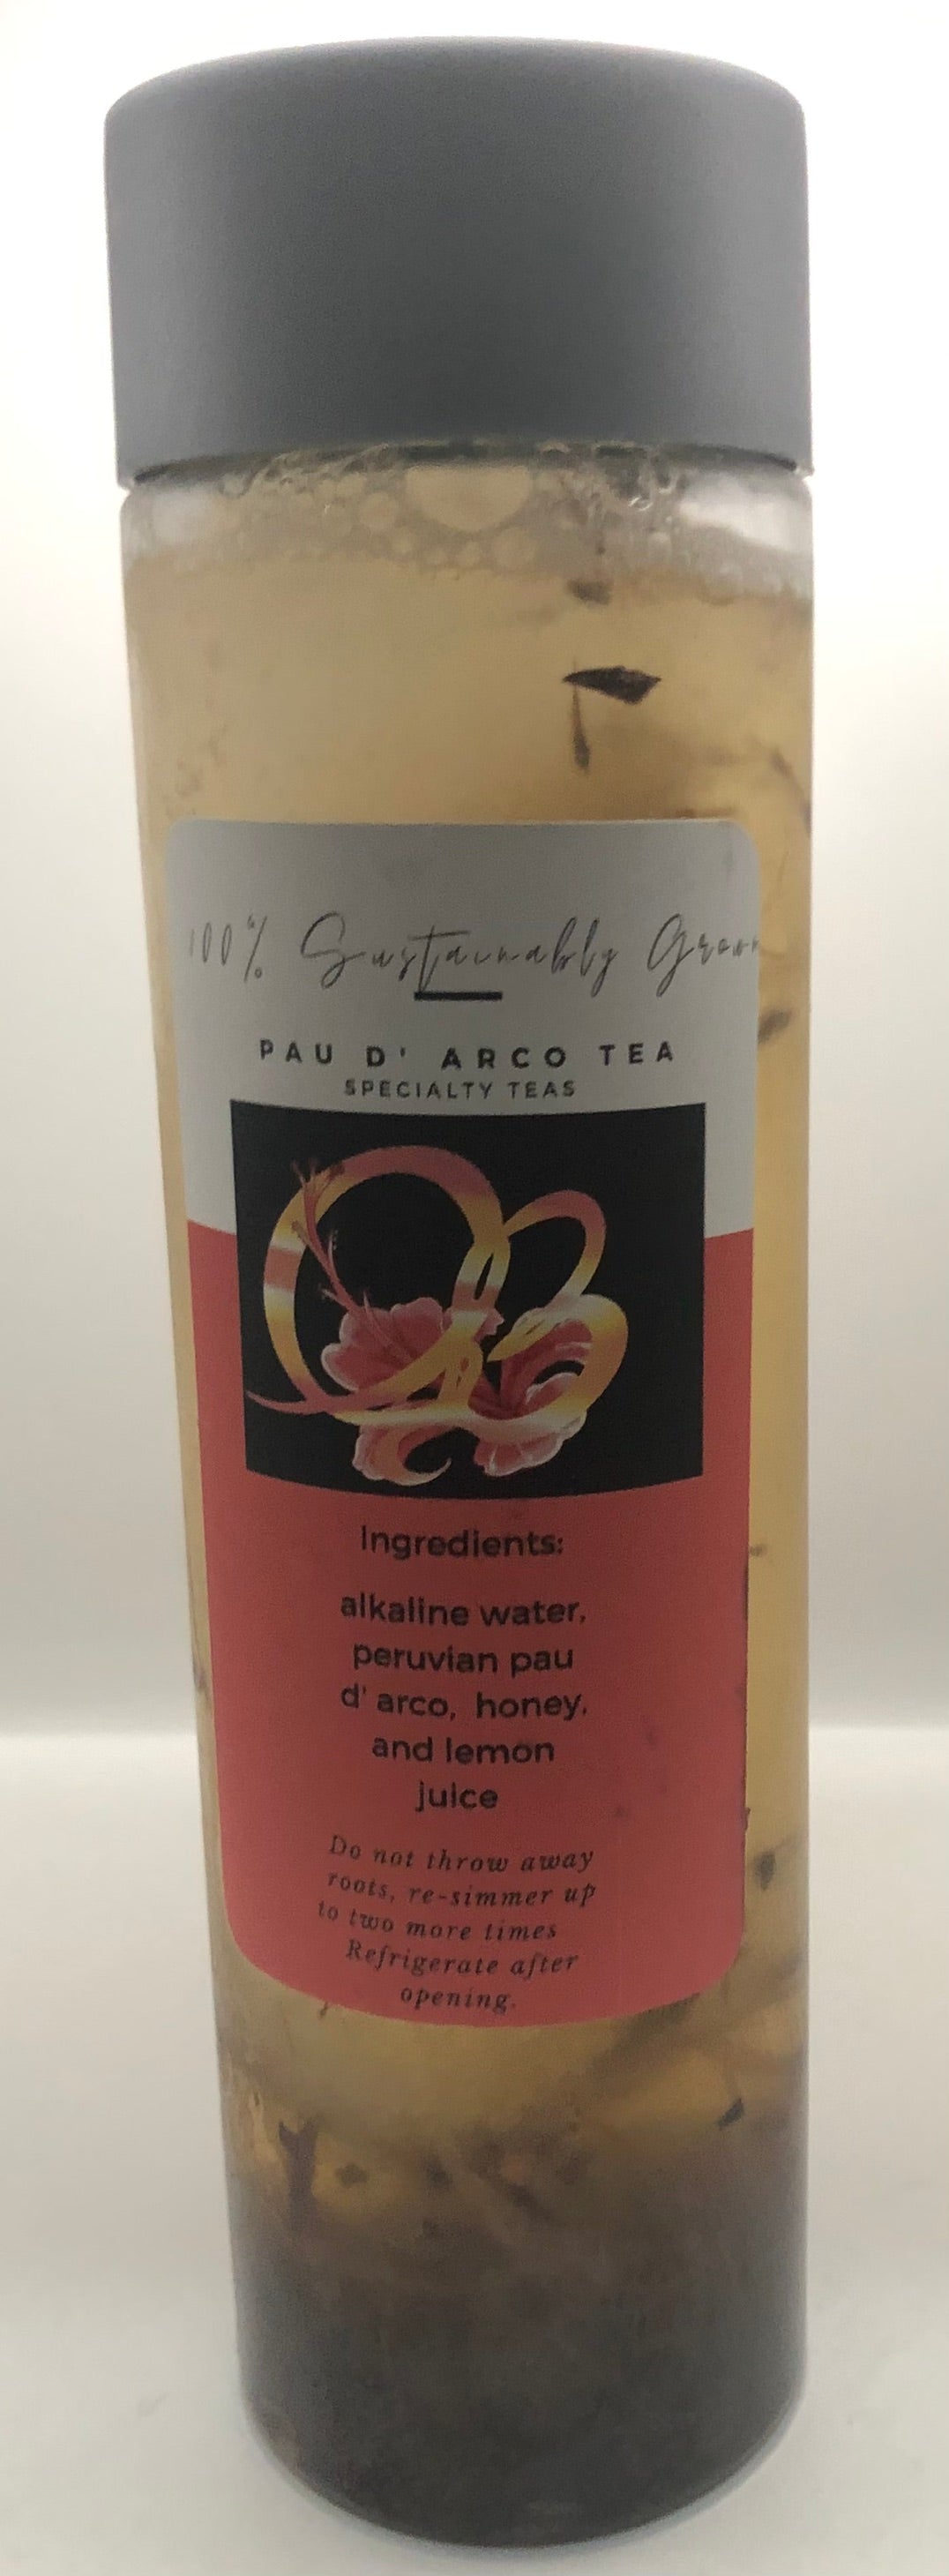 100% Sustainably Grown
PAU D' ARCO TEA
SPECIALTY TEAS
QB
Ingredients:
alkaline water,
peruvian pau
d' arco, honey,
and lemon
juice
Do not throw away
roots, re-simmer up
to two more times
Refrigerate after
opening.